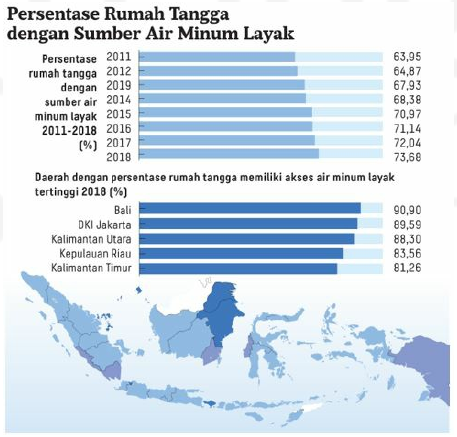 Persentase Rumah Tangga
dengan Sumber Air Minum Layak
Persentase rumah tangga dengan sumber air minum layak 2011-2018 (%)
2011 63,95
2012 64,87
2019 67,93
2014 68,38
2015 70,97
2016 71,14
2017 72,04
2018 73,68
Daerah dengan persentase rumah tangga memiliki akses air minum layak
tertinggi 2018 (%)
Bali 90,90
DKI Jakarta 89,59
Kalimantan Utara 88,30
Kepulauan Riau 83,56
Kalimantan Timur 81,26